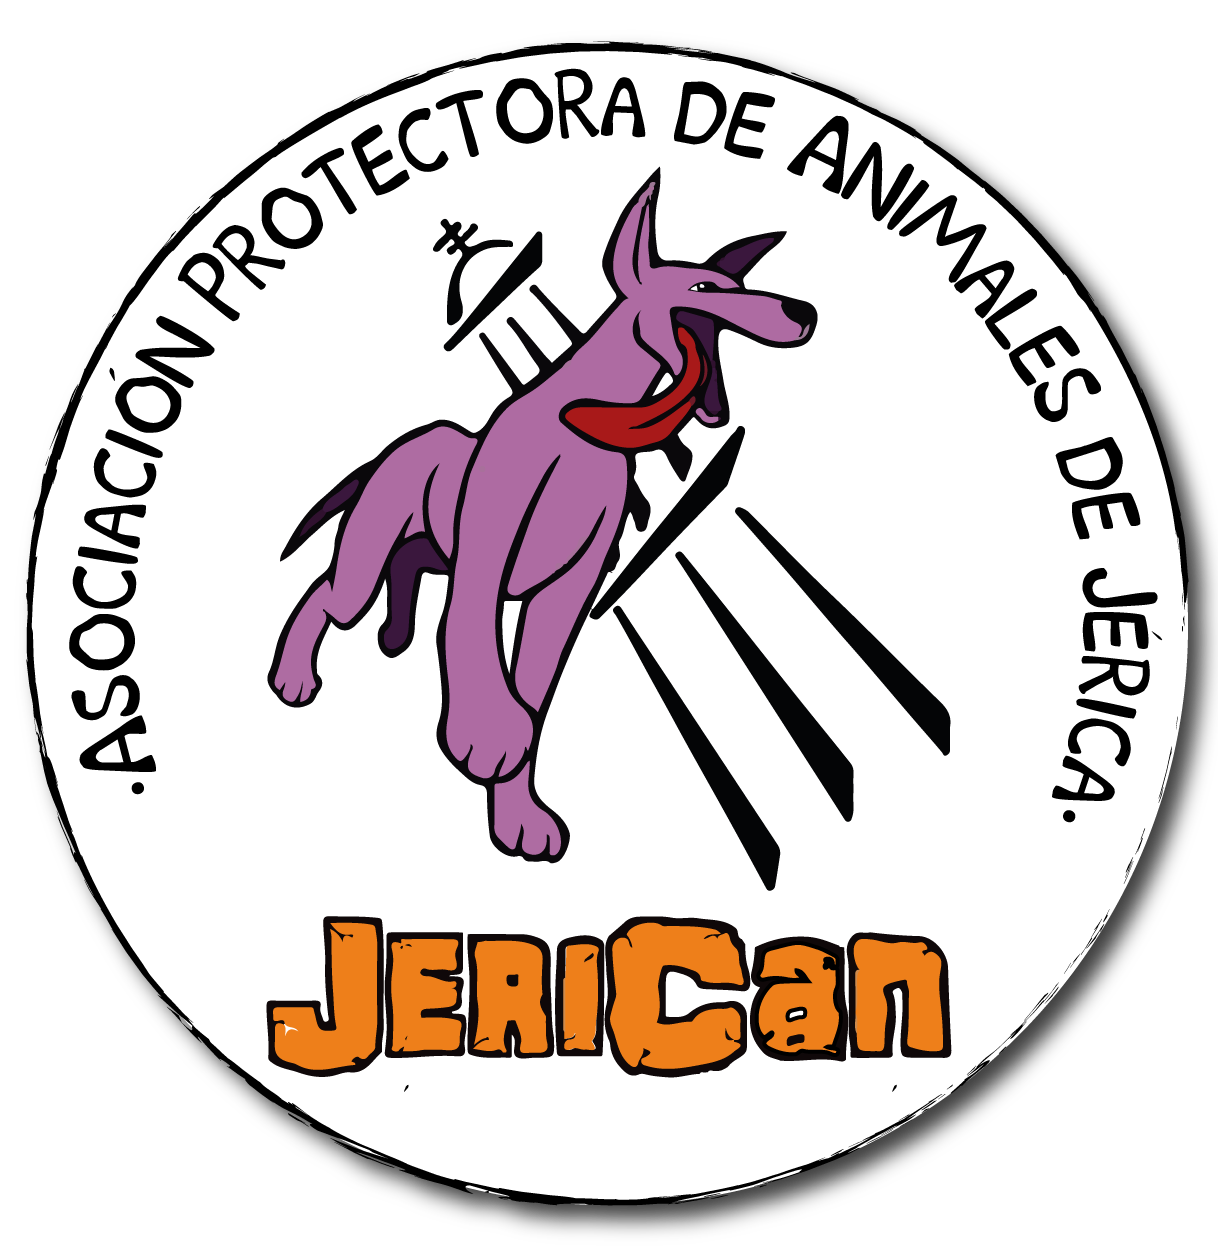 .ASOCIACIÓN PROTECTORA DE ANIMALES DE JÉRICA.
JERICan